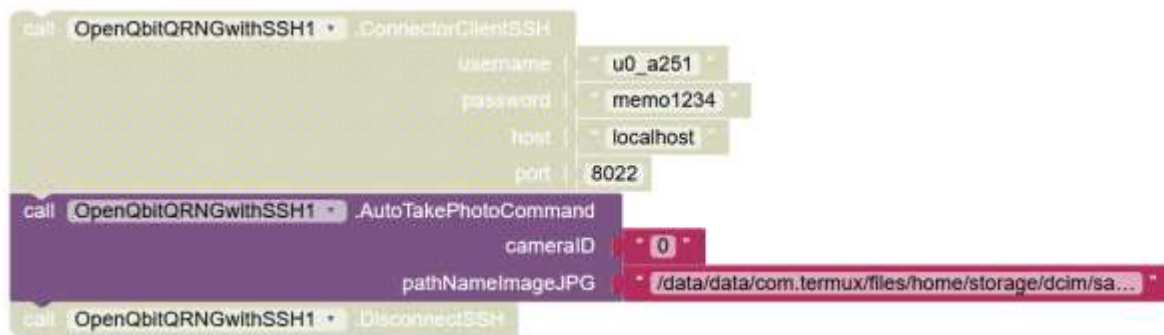 call OpenQbitQRNGwithSSH1 .ConnectorClientSSH
username " u0_a251 "
password " memo1234 "
host " localhost "
port 8022
call OpenQbitQRNGwithSSH1 .AutoTakePhotoCommand
cameraID " 0 "
pathNameImageJPG " /data/data/com.termux/files/home/storage/dcim/sa... "
call OpenQbitQRNGwithSSH1 .DisconnectSSH